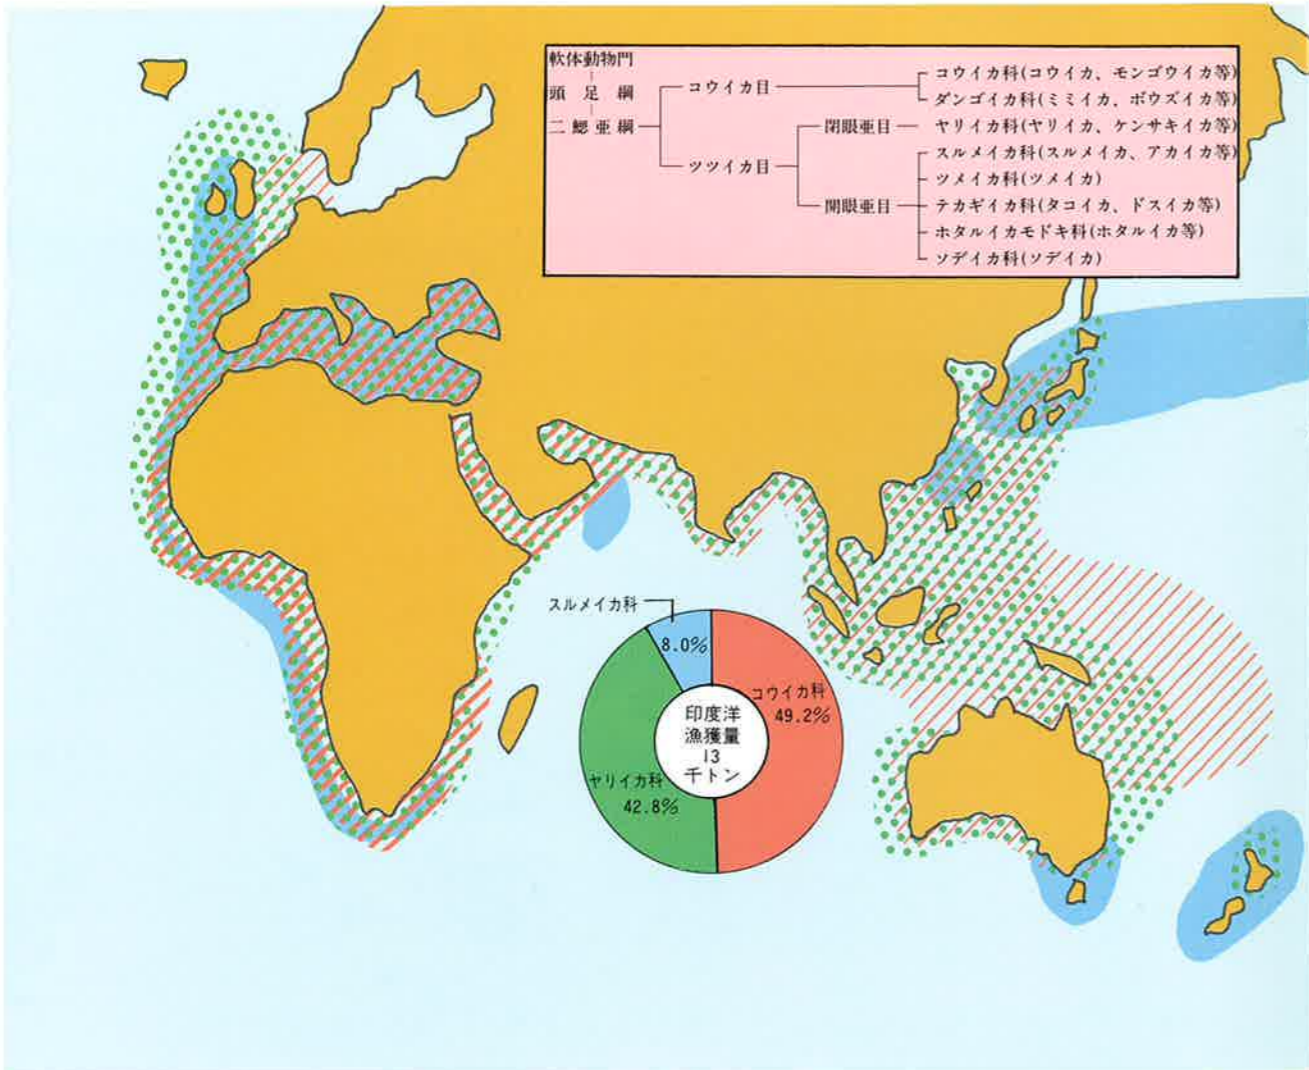 軟体動物門
頭足綱
二鰓亜綱
コウイカ目
コウイカ科(コウイカ、モンゴウイカ等)
ダンゴイカ科(ミミイカ、ボウズイカ等)
ツツイカ目
閉眼亜目
ヤリイカ科(ヤリイカ、ケンサキイカ等)
開眼亜目
スルメイカ科(スルメイカ、アカイカ等)
ツメイカ科(ツメイカ)
テカギイカ科(タコイカ、ドスイカ等)
ホタルイカモドキ科(ホタルイカ等)
ソデイカ科(ソデイカ)
スルメイカ科
8.0%
コウイカ科
49.2%
ヤリイカ科
42.8%
印度洋
漁獲量
13
千トン